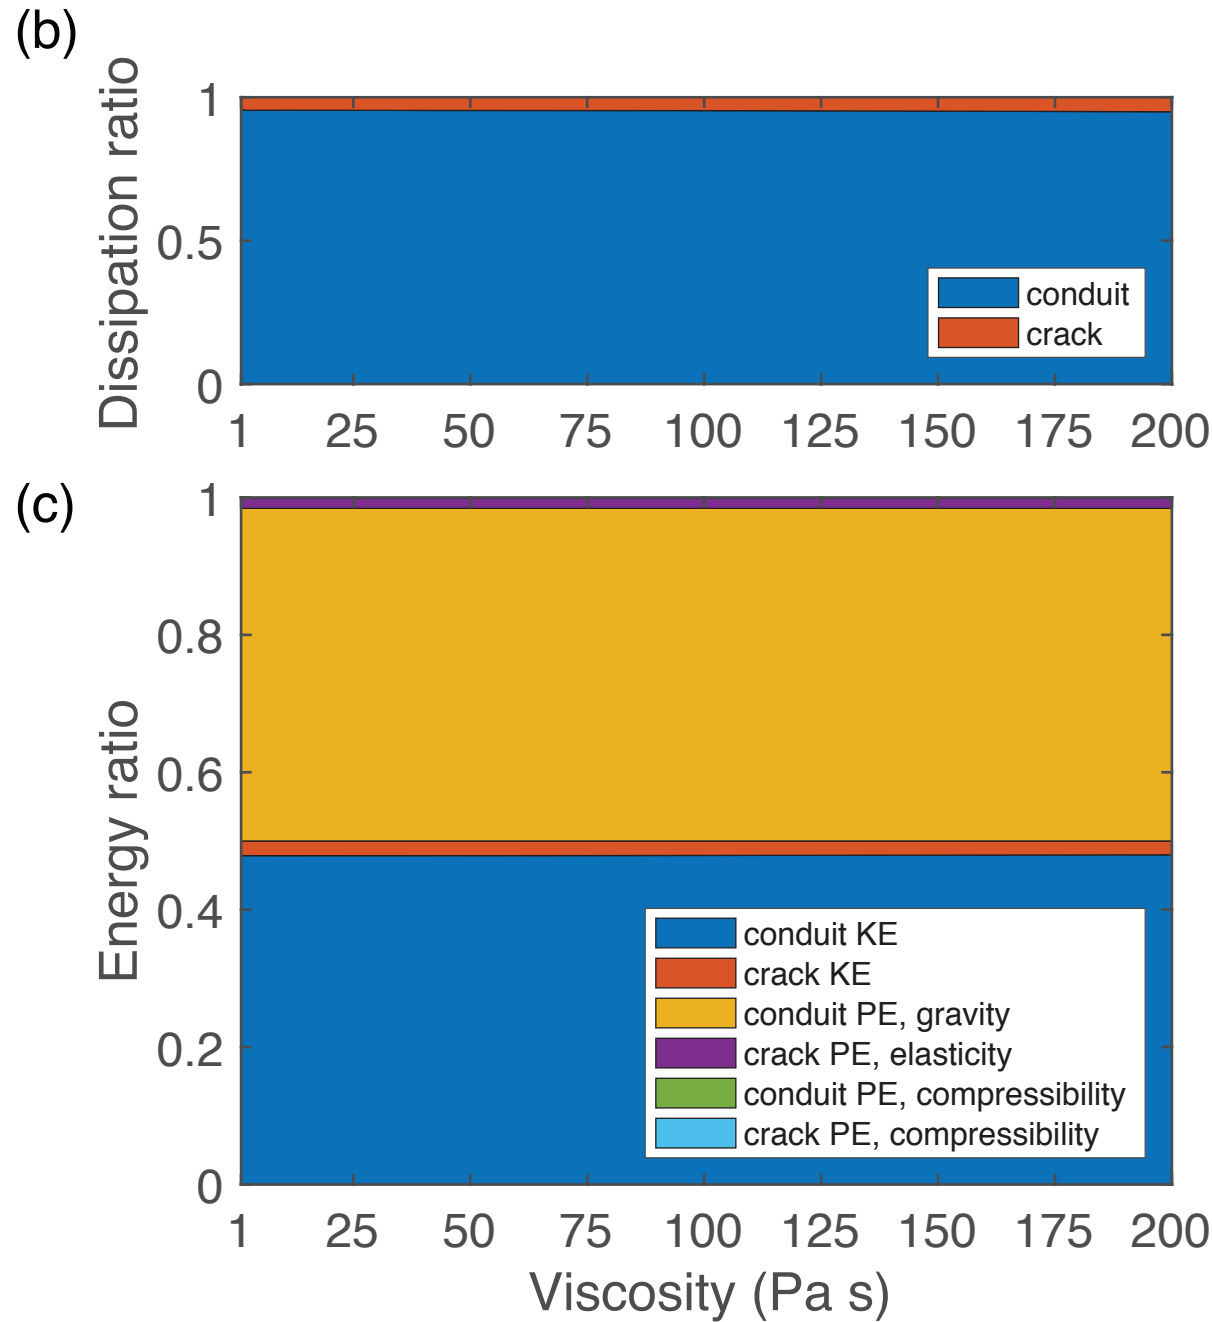 (b)
Dissipation ratio
1
0.5
0
conduit
crack
1 25 50 75 100 125 150 175 200
(c)
Energy ratio
1
0.8
0.6
0.4
0.2
0
conduit KE
crack KE
conduit PE, gravity
crack PE, elasticity
conduit PE, compressibility
crack PE, compressibility
1 25 50 75 100 125 150 175 200
Viscosity (Pa s)